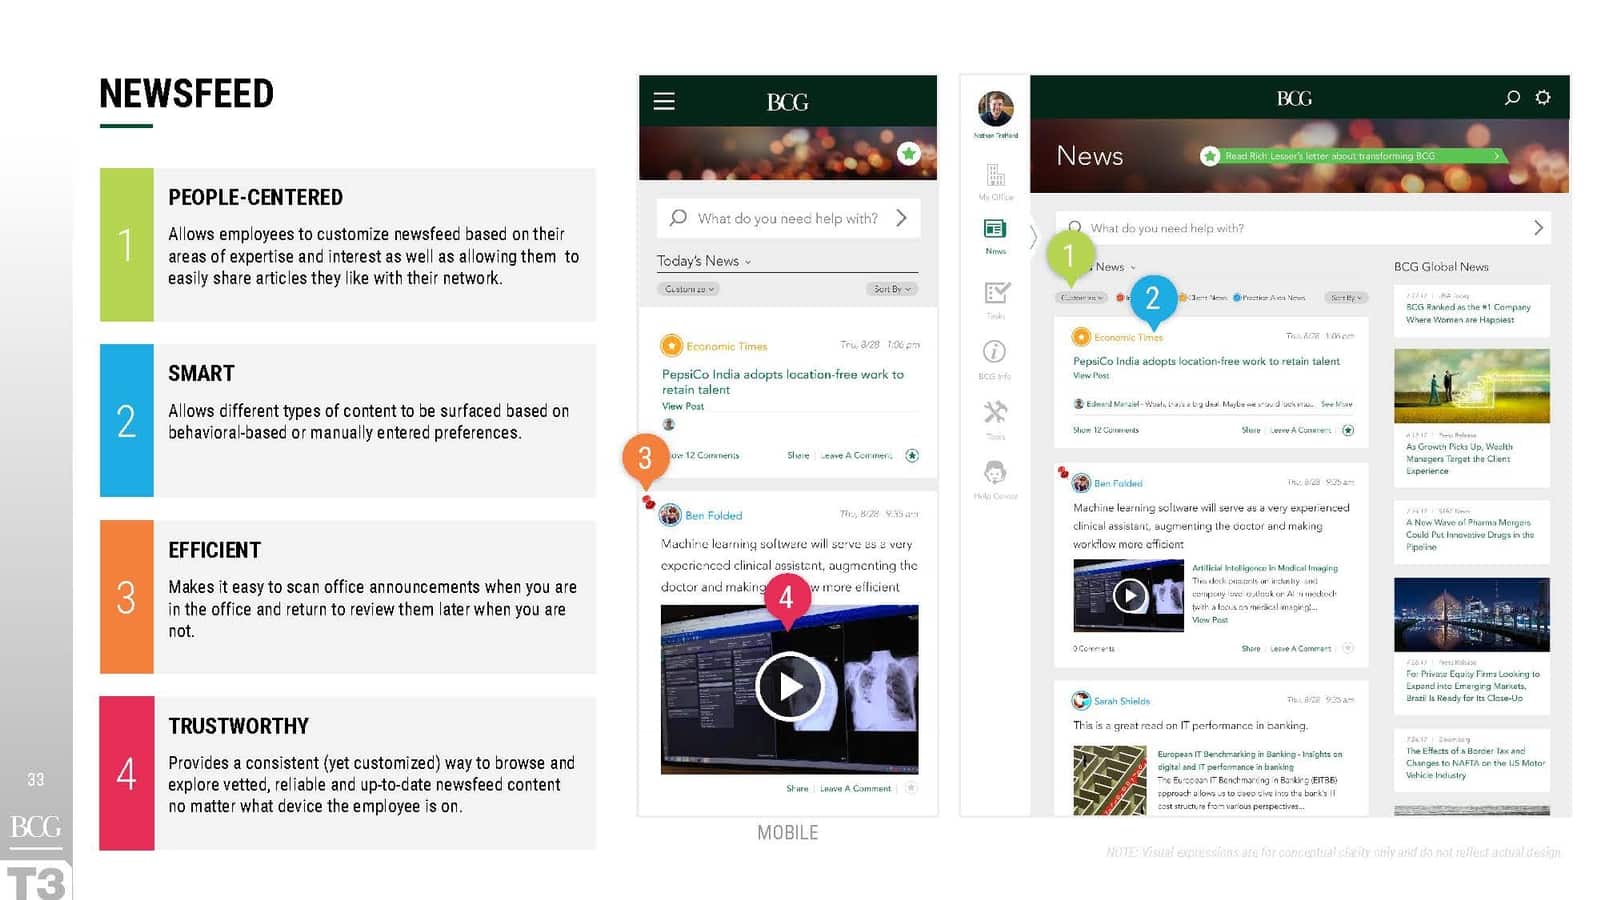 NEWSFEED
1
PEOPLE-CENTERED
Allows employees to customize newsfeed based on their
areas of expertise and interest as well as allowing them to
easily share articles they like with their network.
2
SMART
Allows different types of content to be surfaced based on
behavioral-based or manually entered preferences.
3
EFFICIENT
Makes it easy to scan office announcements when you are
in the office and return to review them later when you are
not.
4
TRUSTWORTHY
Provides a consistent (yet customized) way to browse and
explore vetted, reliable and up-to-date newsfeed content
no matter what device the employee is on.
33
BCG
T3
BCG
What do you need help with?
Today's News
Customize
Sort By
Economic Times
Thu, 8/28 1:06 pm
PepsiCo India adopts location-free work to
retain talent
View Post
3
ow 12 Comments
Share | Leave A Comment
Ben Folded
Thu, 8/28 9:35 am
Machine learning software will serve as a very
experienced clinical assistant, augmenting the
doctor and making
4
w more efficient
Share | Leave A Comment
MOBILE
Nathan Trafford
My Office
News
Tasks
BCG Info
Tools
Help Center
BCG
News
Read Rich Lesser's letter about transforming BCG
What do you need help with?
1
News
2
Customize
Client News
Practice Area News
Sort By
Economic Times
Thu, 8/28 1:06 pm
PepsiCo India adopts location-free work to retain talent
View Post
Edward Manziel - Woah, thats a big deal. Maybe we should look into... See More
Show 12 Comments
Share | Leave A Comment
Ben Folded
Thu, 8/28 9:35 am
Machine learning software will serve as a very experienced
clinical assistant, augmenting the doctor and making
workflow more efficient
Artificial Intelligence in Medical Imaging
This deck presents an industry- and
company-level outlook on AI in medtech
(with a focus on medical imaging)...
View Post
0 Comments
Share | Leave A Comment
Sarah Shields
Thu, 8/28 9:35 am
This is a great read on IT performance in banking.
European IT Benchmarking in Banking - Insights on
digital and IT performance in banking
The European IT Benchmarking in Banking (EITBB)
approach allows us to deep dive into the bank's IT
cost structure from various perspectives...
BCG Global News
BCG Ranked as the #1 Company
Where Women are Happiest
Press Release
As Growth Picks Up, Wealth
Managers Target the Client
Experience
A New Wave of Pharma Mergers
Could Put Innovative Drugs in the
Pipeline
Press Release
For Private Equity Firms Looking to
Expand into Emerging Markets,
Brazil Is Ready for Its Close-Up
Bloomberg
The Effects of a Border Tax and
Changes to NAFTA on the US Motor
Vehicle Industry
NOTE: Visual expressions are for conceptual clarity only and do not reflect actual design.